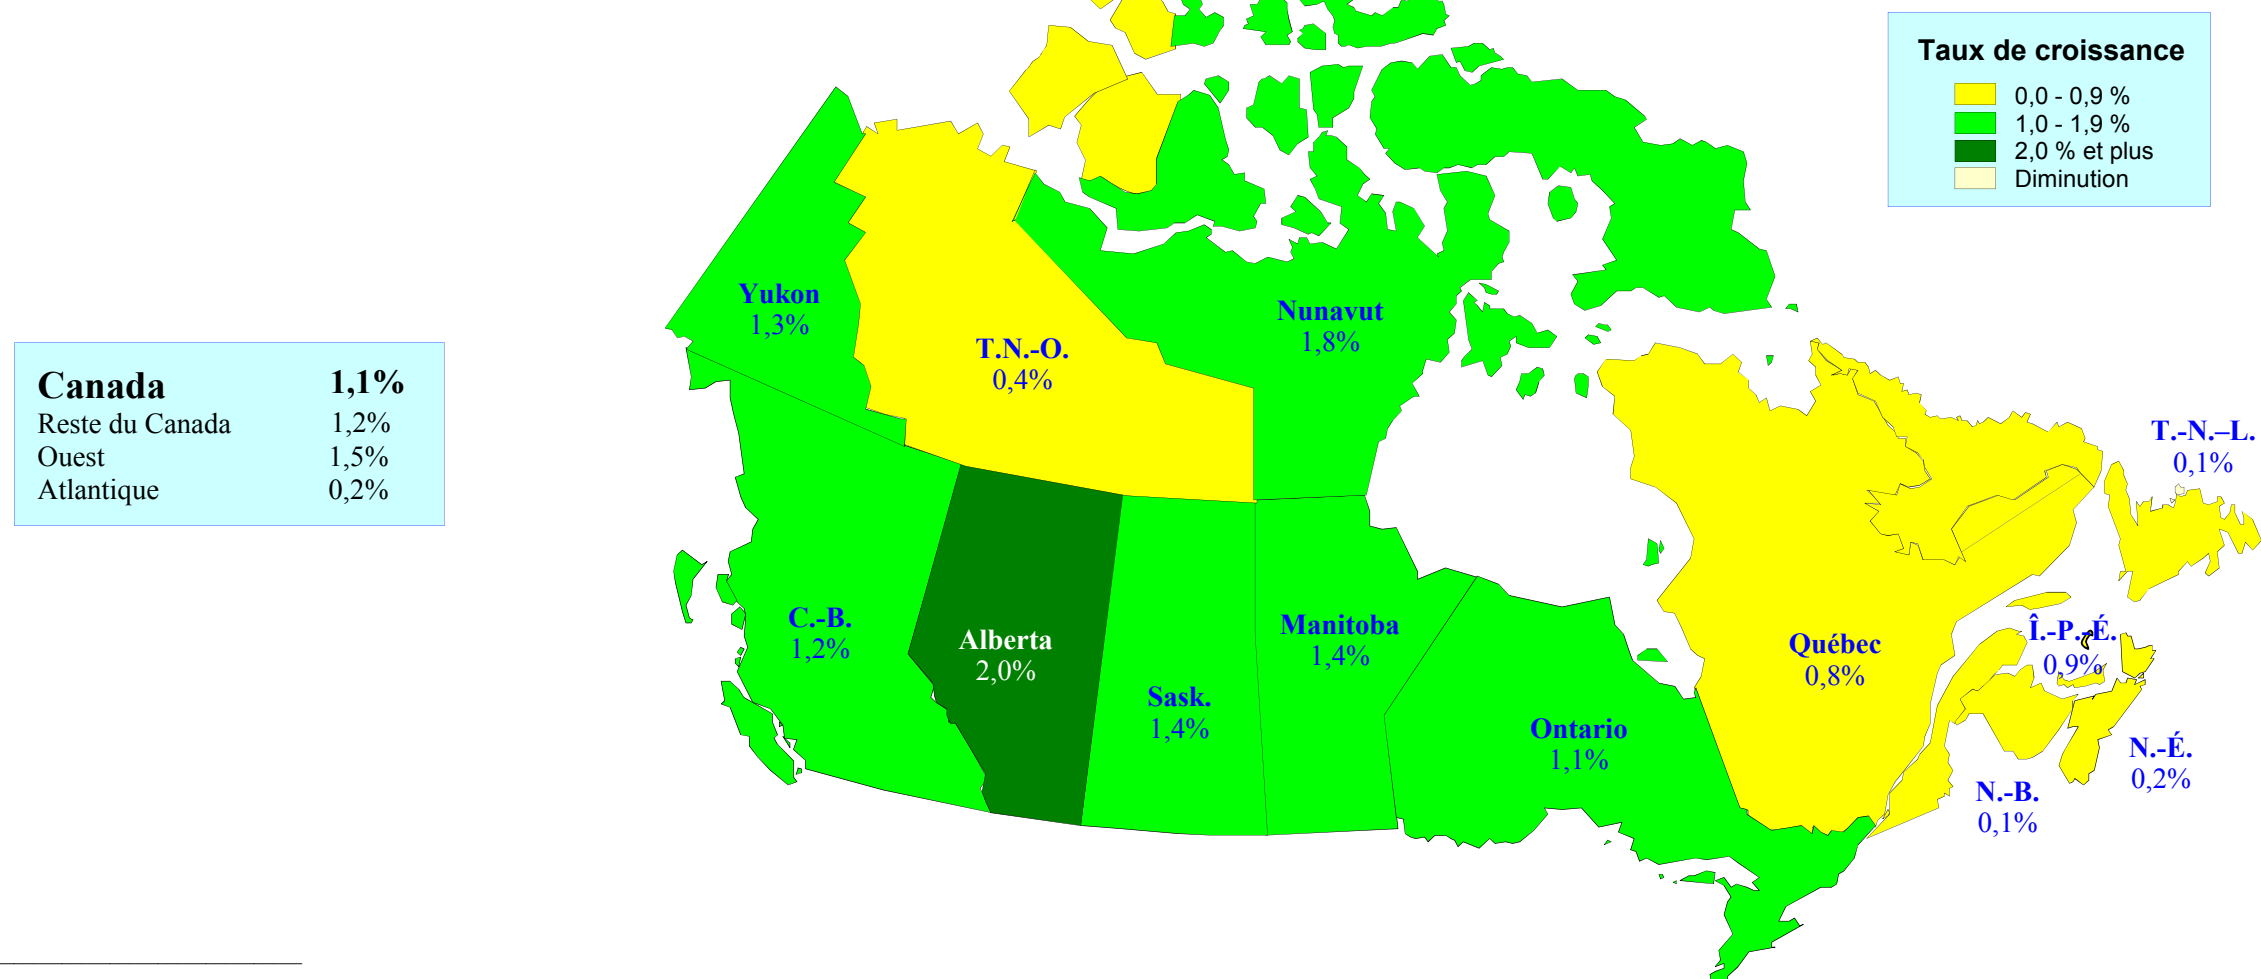 Taux de croissance
0,0 - 0,9 %
1,0 - 1,9 %
2,0 % et plus
Diminution
Canada 1,1%
Reste du Canada 1,2%
Ouest 1,5%
Atlantique 0,2%
Yukon
1,3%
T.N.-O.
0,4%
Nunavut
1,8%
T.-N.–L.
0,1%
C.-B.
1,2%
Alberta
2,0%
Sask.
1,4%
Manitoba
1,4%
Ontario
1,1%
Québec
0,8%
Î.-P.-É.
0,9%
N.-É.
0,2%
N.-B.
0,1%